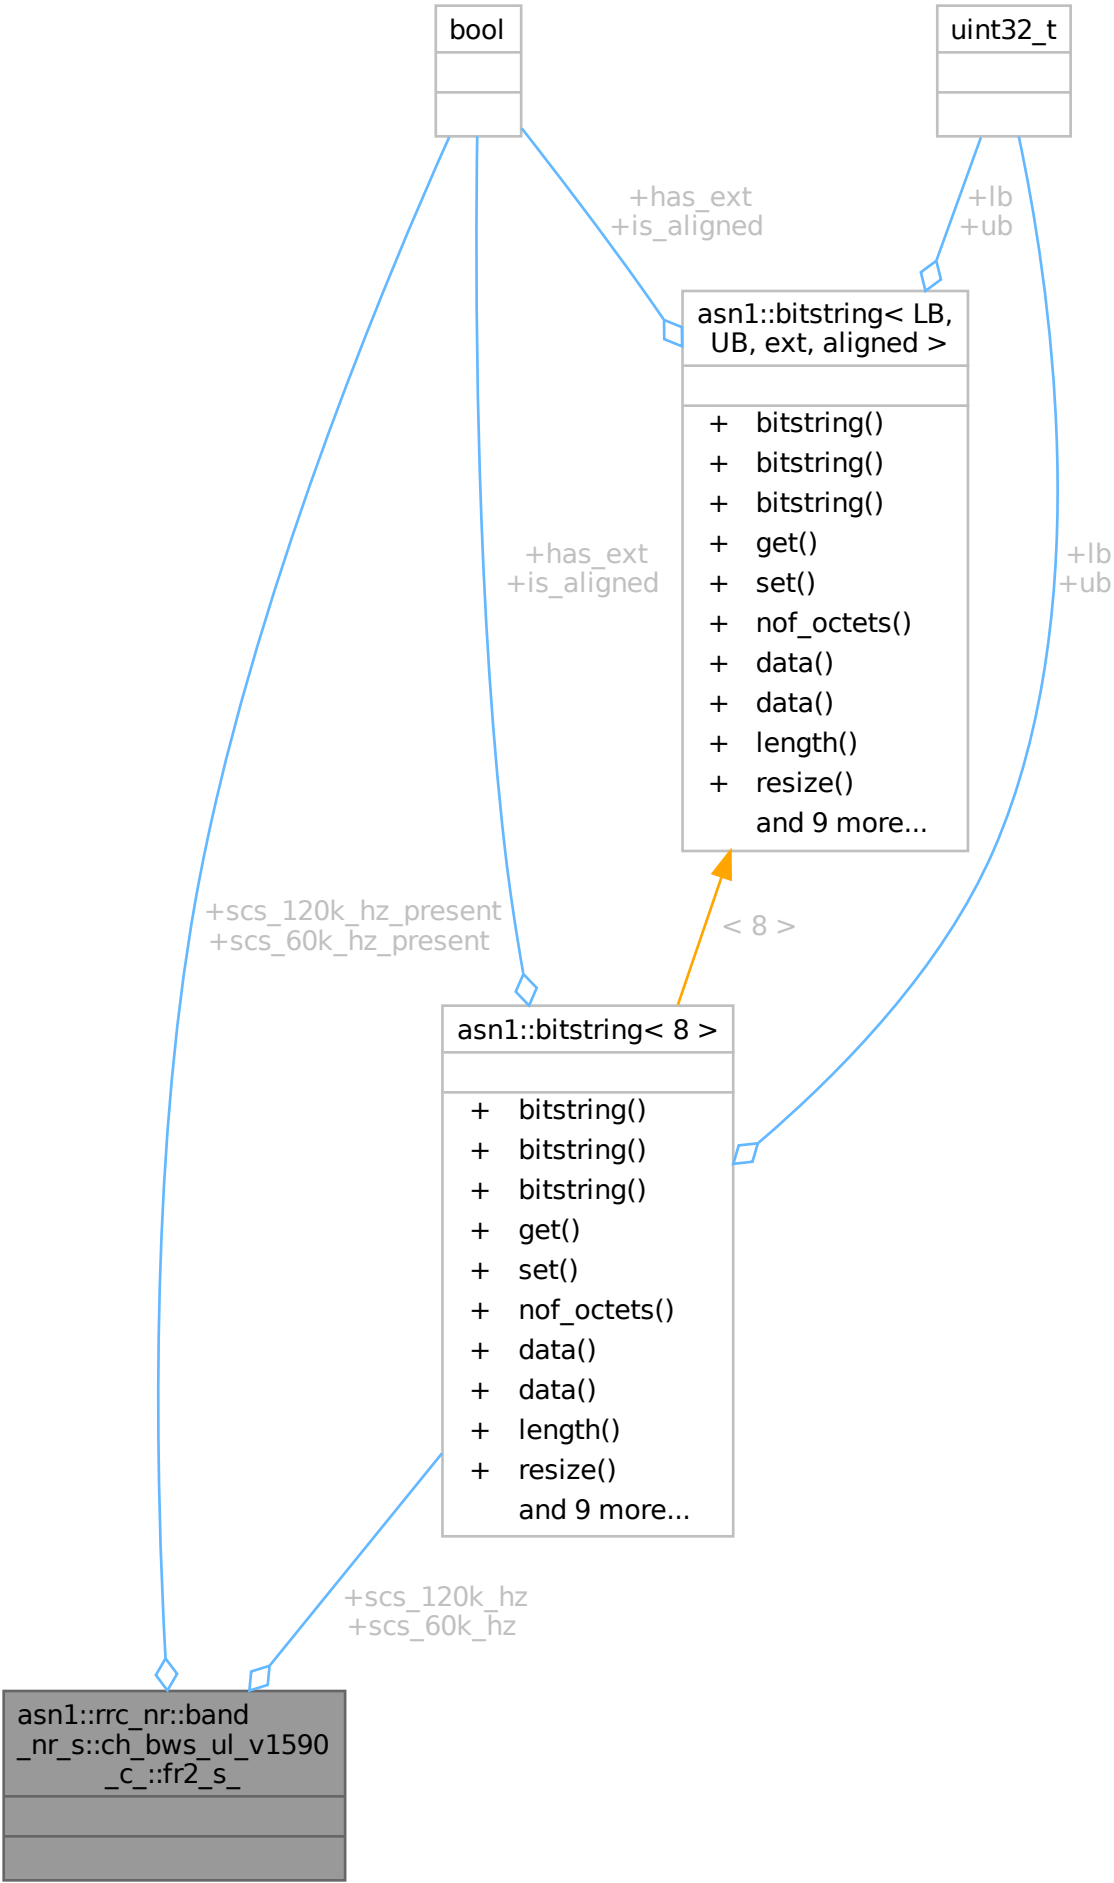 bool
uint32_t
+has_ext
+is_aligned
+lb
+ub
asn1::bitstring< LB,
UB, ext, aligned >
+ bitstring()
+ bitstring()
+ bitstring()
+ get()
+ set()
+ nof_octets()
+ data()
+ data()
+ length()
+ resize()
and 9 more...
+has_ext
+is_aligned
+lb
+ub
+scs_120k_hz_present
+scs_60k_hz_present
< 8 >
asn1::bitstring< 8 >
+ bitstring()
+ bitstring()
+ bitstring()
+ get()
+ set()
+ nof_octets()
+ data()
+ data()
+ length()
+ resize()
and 9 more...
+scs_120k_hz
+scs_60k_hz
asn1::rrc_nr::band
_nr_s::ch_bws_ul_v1590
_c_::fr2_s_